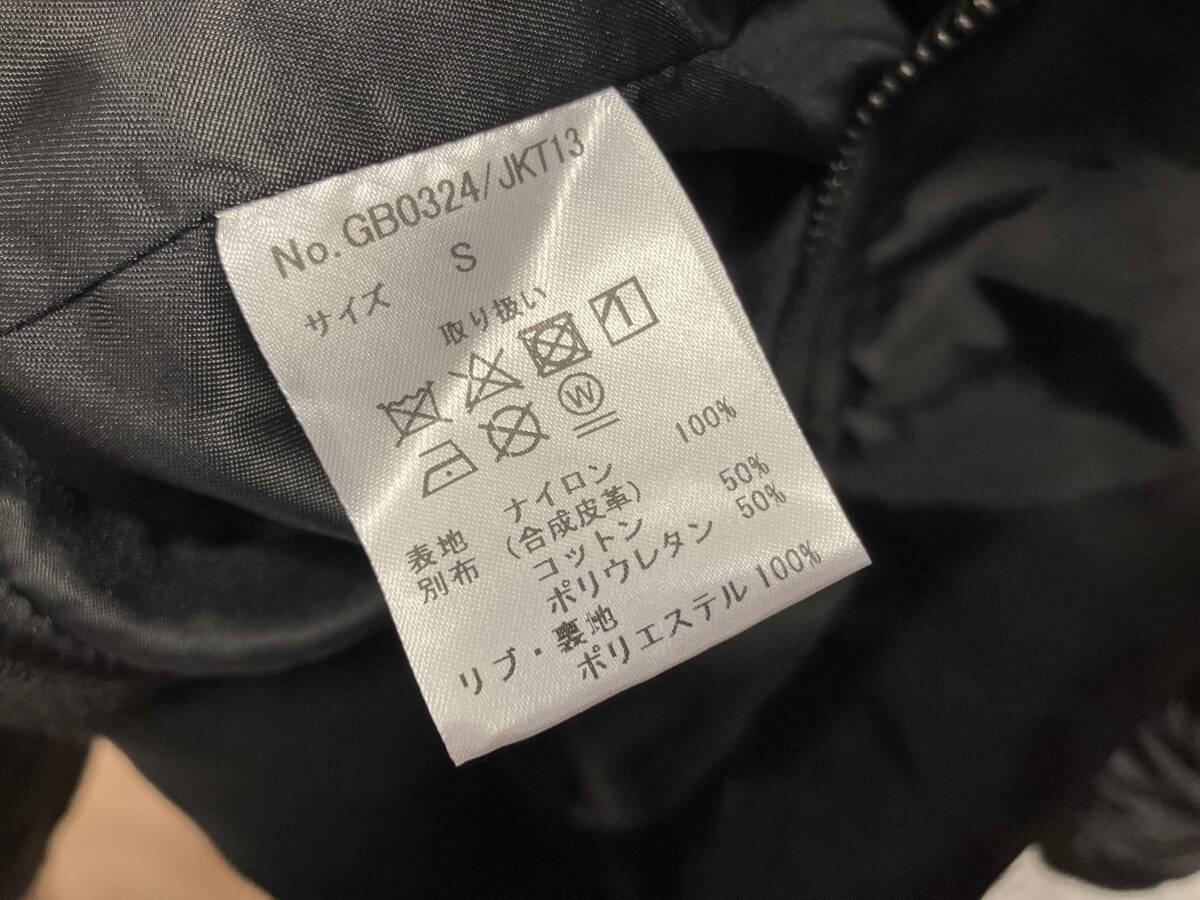 No.GB0324/JKT13
サイズ S
取り扱い
W
表地 ナイロン 100%
別布 (合成皮革)
コットン 50%
ポリウレタン 50%
リブ・裏地
ポリエステル 100%